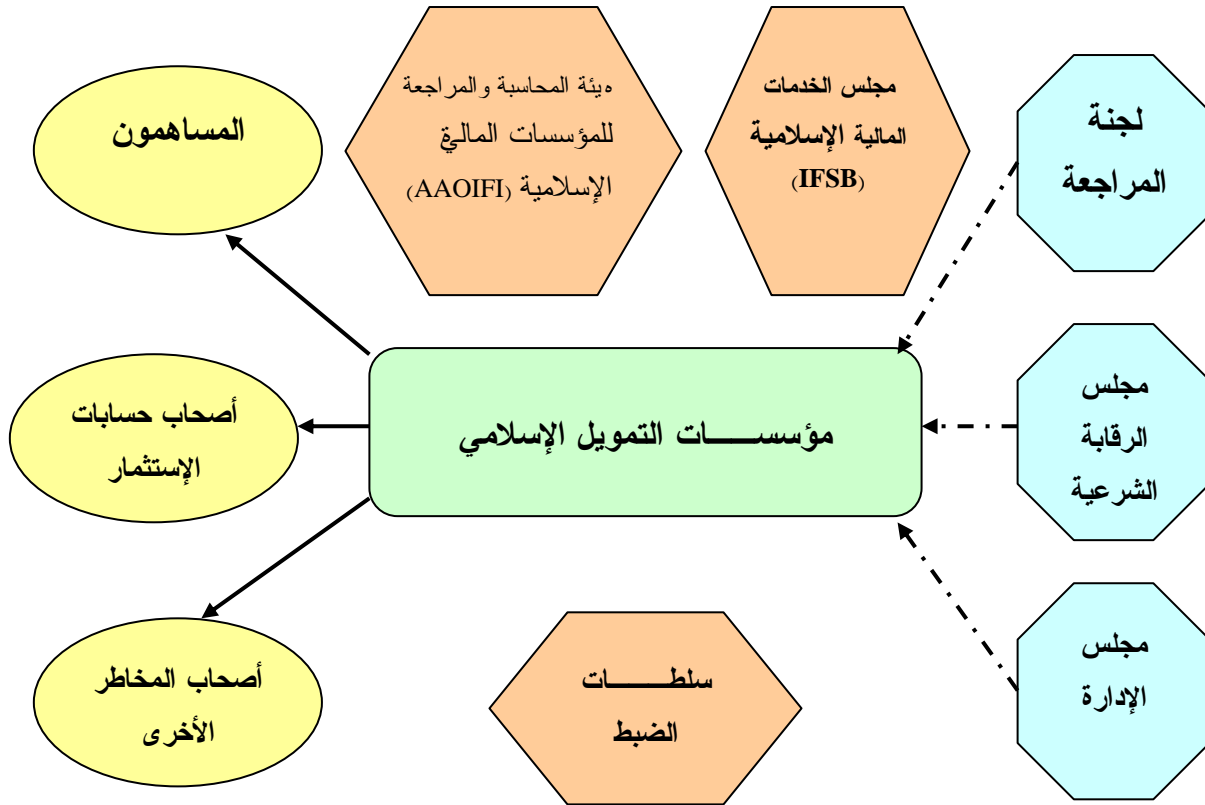 لجنة
المراجعة
مجلس الخدمات
المالية الإسلامية
(IFSB)
هيئة المحاسبة والمراجعة
للمؤسسات المالية
الإسلامية (AAOIFI)
المساهمون
مجلس
الرقابة
الشرعية
مؤسســـــات التمويل الإسلامي
أصحاب حسابات
الإستثمار
مجلس
الإدارة
سلطـــــــات
الضبط
أصحاب المخاطر
الأخرى